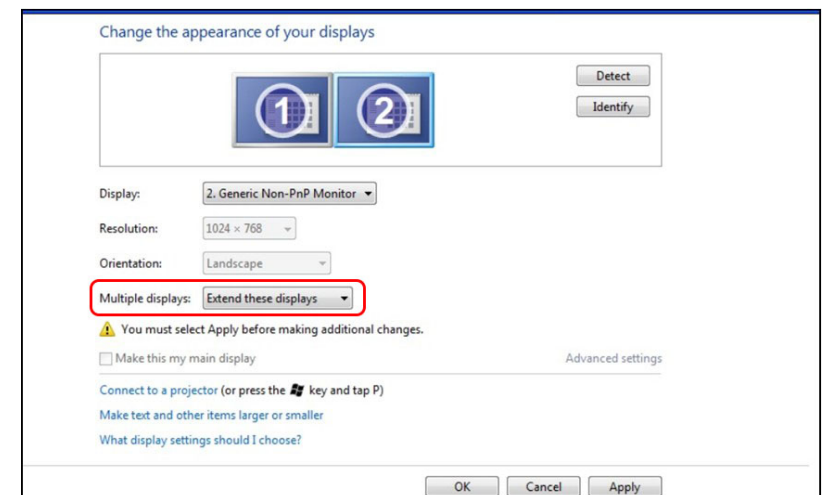 Change the appearance of your displays
Detect
1 2
Identify
Display: 2. Generic Non-PnP Monitor
Resolution: 1024 × 768
Orientation: Landscape
Multiple displays: Extend these displays
You must select Apply before making additional changes.
Make this my main display Advanced settings
Connect to a projector (or press the key and tap P)
Make text and other items larger or smaller
What display settings should I choose?
OK Cancel Apply